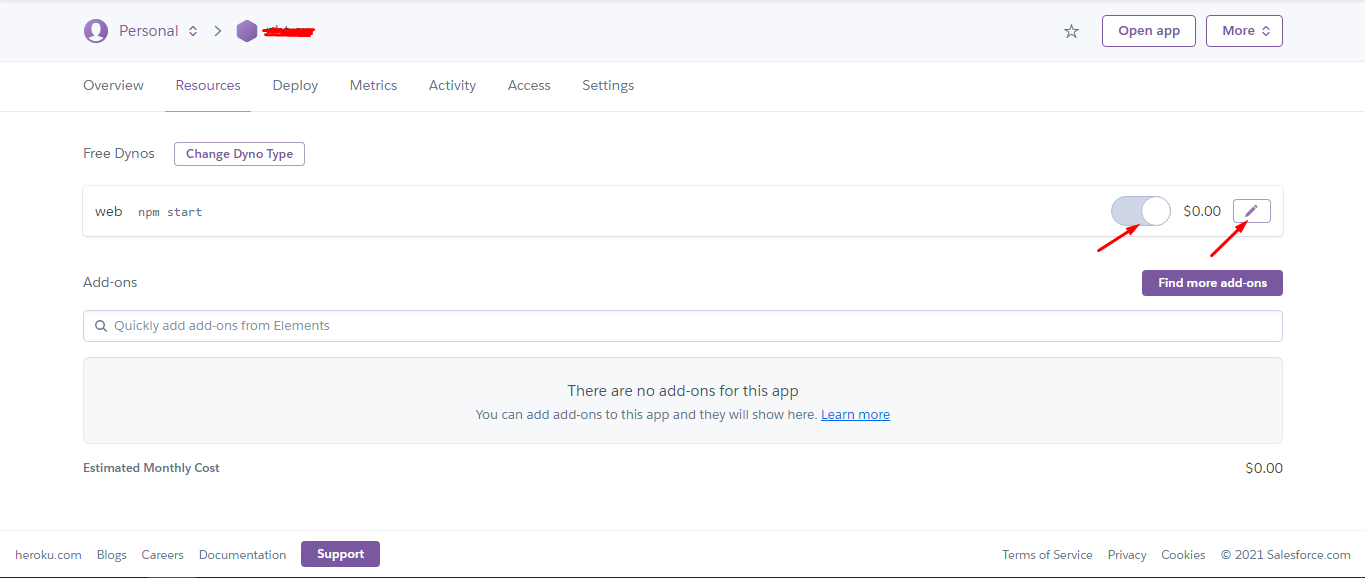 Personal
Open app
More
Overview Resources Deploy Metrics Activity Access Settings
Free Dynos Change Dyno Type
web npm start $0.00
Add-ons Find more add-ons
Quickly add add-ons from Elements
There are no add-ons for this app
You can add add-ons to this app and they will show here. Learn more
Estimated Monthly Cost $0.00
heroku.com Blogs Careers Documentation Support Terms of Service Privacy Cookies © 2021 Salesforce.com